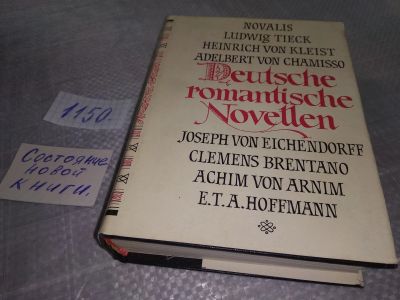 NOVALIS
LUDWIG TIECK
HEINRICH VON KLEIST
ADELBERT VON CHAMISSO
Deutsche
romantische
Novellen
JOSEPH VON EICHENDORFF
CLEMENS BRENTANO
ACHIM VON ARNIM
E.T.A. HOFFMANN
1150.
Состояние
новой
книги.